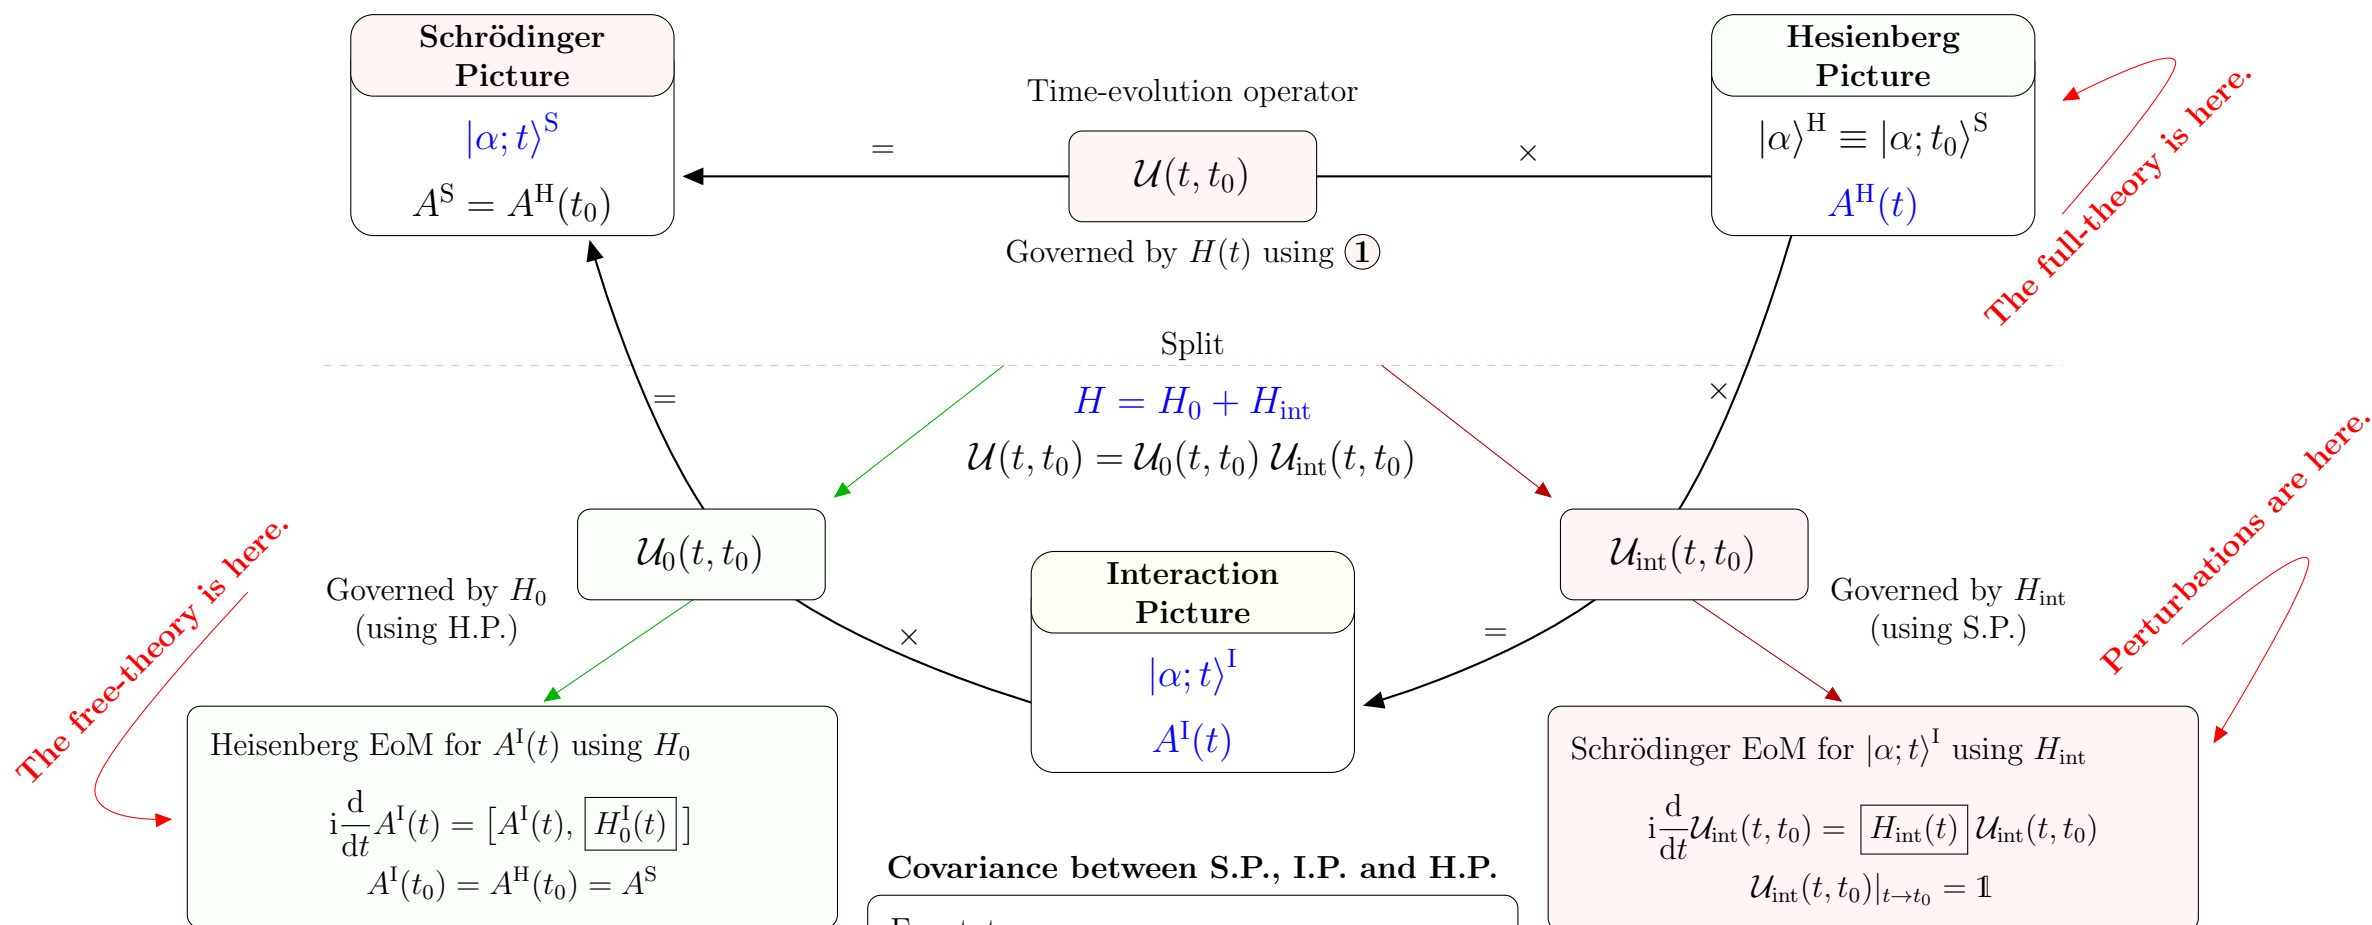 Schrödinger
Picture
|α; t⟩^S
A^S = A^H(t_0)
Time-evolution operator
=
𝒰(t, t_0)
×
Governed by H(t) using ①
Hesienberg
Picture
|α⟩^H ≡ |α; t_0⟩^S
A^H(t)
The full-theory is here.
Split
H = H_0 + H_int
𝒰(t, t_0) = 𝒰_0(t, t_0) 𝒰_int(t, t_0)
=
×
𝒰_0(t, t_0)
Governed by H_0
(using H.P.)
The free-theory is here.
×
Interaction
Picture
|α; t⟩^I
A^I(t)
=
𝒰_int(t, t_0)
Governed by H_int
(using S.P.)
Perturbations are here.
Heisenberg EoM for A^I(t) using H_0
i d/dt A^I(t) = [A^I(t), H_0^I(t)]
A^I(t_0) = A^H(t_0) = A^S
Schrödinger EoM for |α; t⟩^I using H_int
i d/dt 𝒰_int(t, t_0) = H_int(t) 𝒰_int(t, t_0)
𝒰_int(t, t_0)|_{t→t_0} = 𝟙
Covariance between S.P., I.P. and H.P.